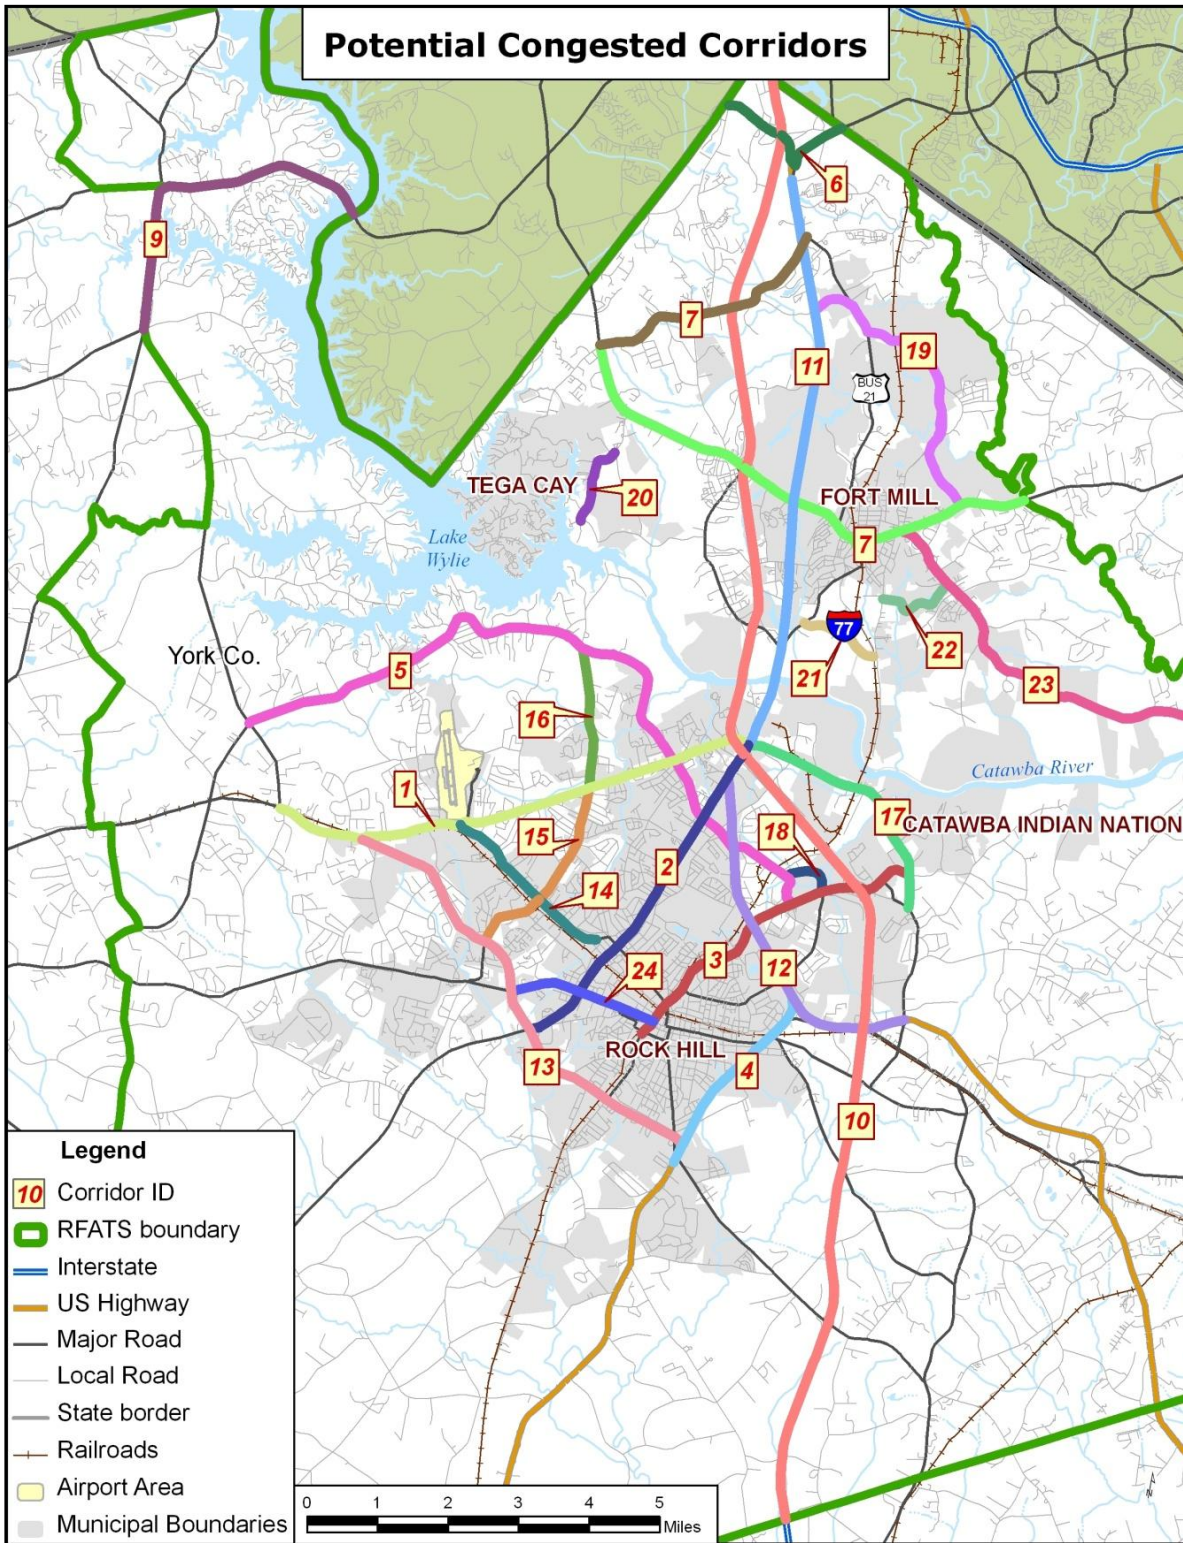 Potential Congested Corridors
6
9
7
11
19
BUS
21
TEGA CAY
20
FORT MILL
Lake
Wylie
7
77
22
York Co.
5
21
23
16
Catawba River
1
18
17
CATAWBA INDIAN NATION
15
2
14
24
3
12
ROCK HILL
13
4
10
Legend
10 Corridor ID
RFATS boundary
Interstate
US Highway
Major Road
Local Road
State border
Railroads
Airport Area
Municipal Boundaries
0 1 2 3 4 5
Miles
N